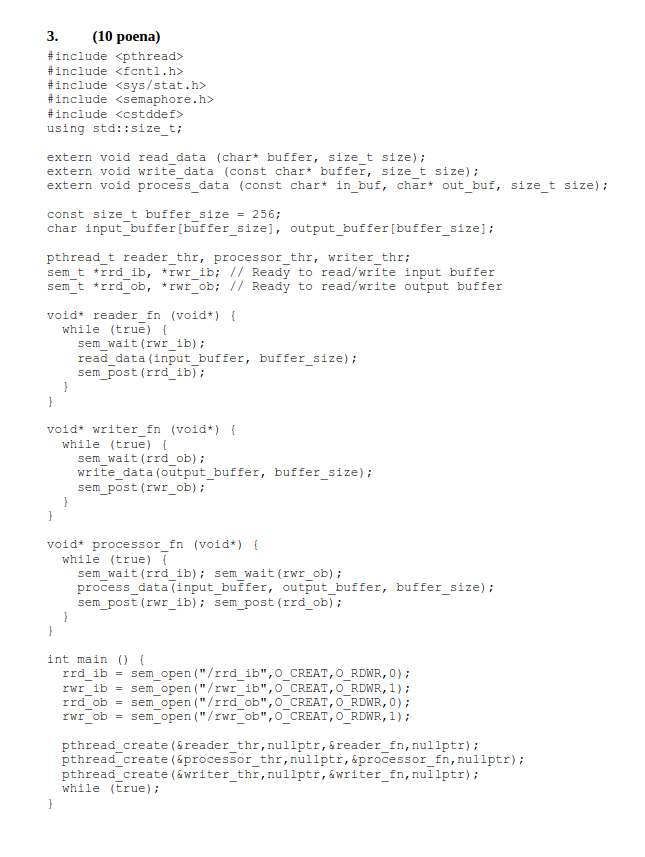 3. (10 poena)
#include <pthread>
#include <fcntl.h>
#include <sys/stat.h>
#include <semaphore.h>
#include <cstddef>
using std::size_t;

extern void read_data (char* buffer, size_t size);
extern void write_data (const char* buffer, size_t size);
extern void process_data (const char* in_buf, char* out_buf, size_t size);

const size_t buffer_size = 256;
char input_buffer[buffer_size], output_buffer[buffer_size];

pthread_t reader_thr, processor_thr, writer_thr;
sem_t *rrd_ib, *rwr_ib; // Ready to read/write input buffer
sem_t *rrd_ob, *rwr_ob; // Ready to read/write output buffer

void* reader_fn (void*) {
  while (true) {
    sem_wait(rwr_ib);
    read_data(input_buffer, buffer_size);
    sem_post(rrd_ib);
  }
}

void* writer_fn (void*) {
  while (true) {
    sem_wait(rrd_ob);
    write_data(output_buffer, buffer_size);
    sem_post(rwr_ob);
  }
}

void* processor_fn (void*) {
  while (true) {
    sem_wait(rrd_ib); sem_wait(rwr_ob);
    process_data(input_buffer, output_buffer, buffer_size);
    sem_post(rwr_ib); sem_post(rrd_ob);
  }
}

int main () {
  rrd_ib = sem_open("/rrd_ib",O_CREAT,O_RDWR,0);
  rwr_ib = sem_open("/rwr_ib",O_CREAT,O_RDWR,1);
  rrd_ob = sem_open("/rrd_ob",O_CREAT,O_RDWR,0);
  rwr_ob = sem_open("/rwr_ob",O_CREAT,O_RDWR,1);

  pthread_create(&reader_thr,nullptr,&reader_fn,nullptr);
  pthread_create(&processor_thr,nullptr,&processor_fn,nullptr);
  pthread_create(&writer_thr,nullptr,&writer_fn,nullptr);
  while (true);
}